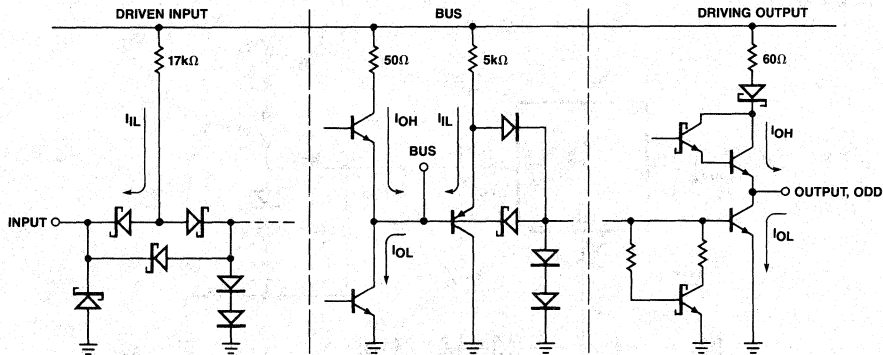 DRIVEN INPUT
BUS
DRIVING OUTPUT
17kΩ
50Ω
5kΩ
60Ω
IIL
IOH
IIL
IOH
BUS
INPUT
OUTPUT, ODD
IOL
IOL